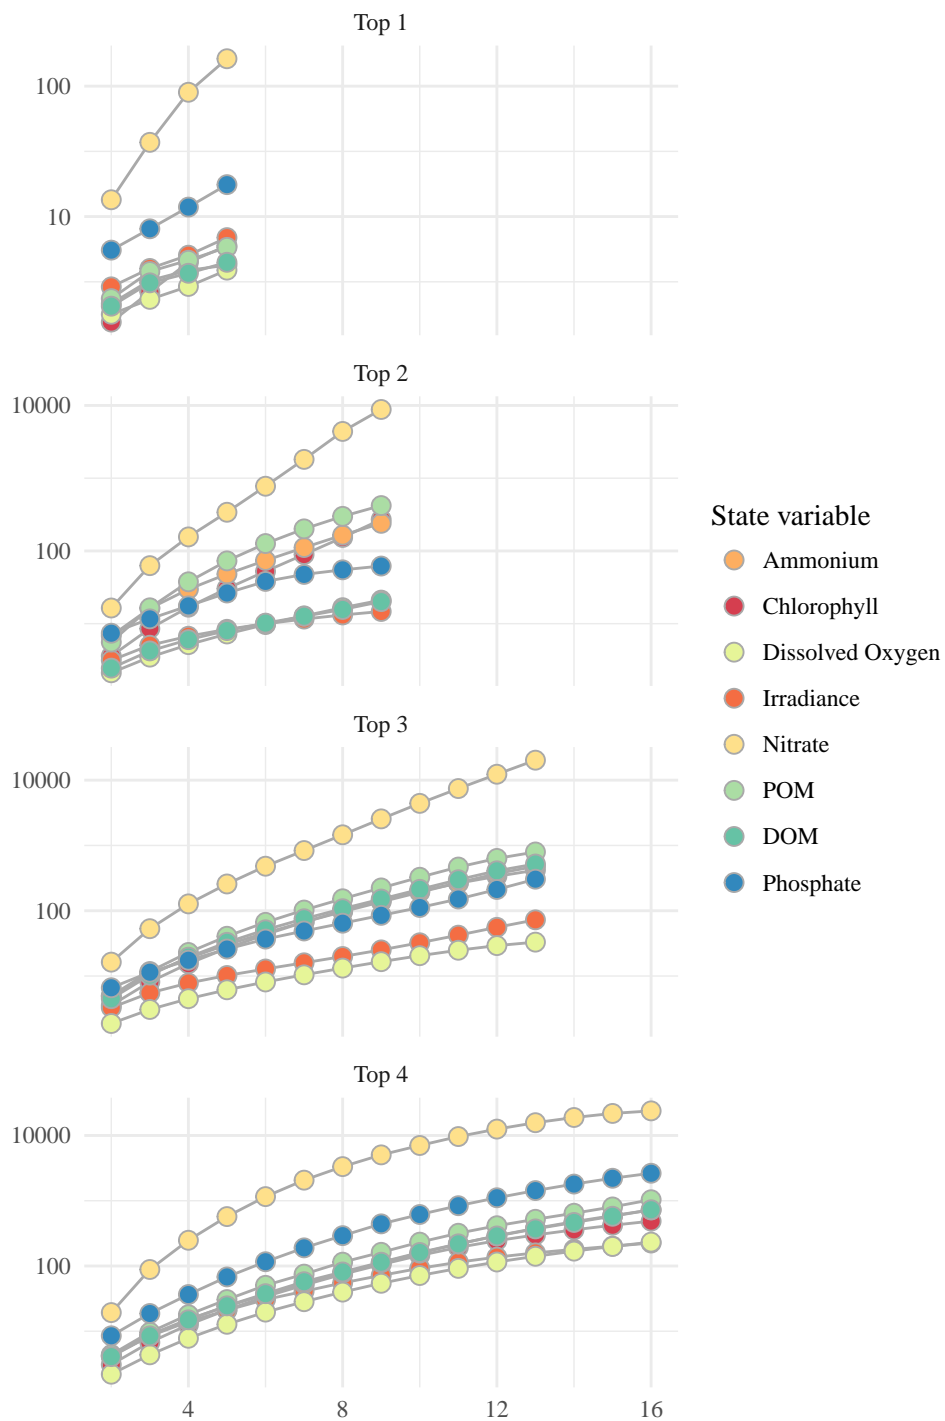 Top 1
100
10
Top 2
10000
100
Top 3
10000
100
Top 4
10000
100
4 8 12 16
State variable
Ammonium
Chlorophyll
Dissolved Oxygen
Irradiance
Nitrate
POM
DOM
Phosphate